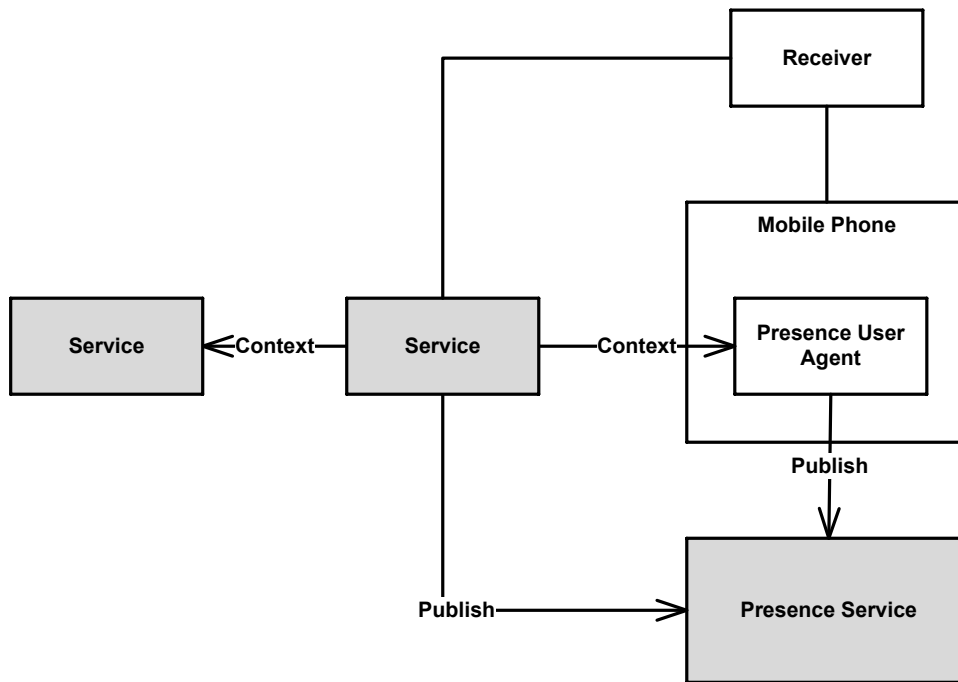 Receiver
Mobile Phone
Service
Context
Service
Context
Presence User
Agent
Publish
Publish
Presence Service